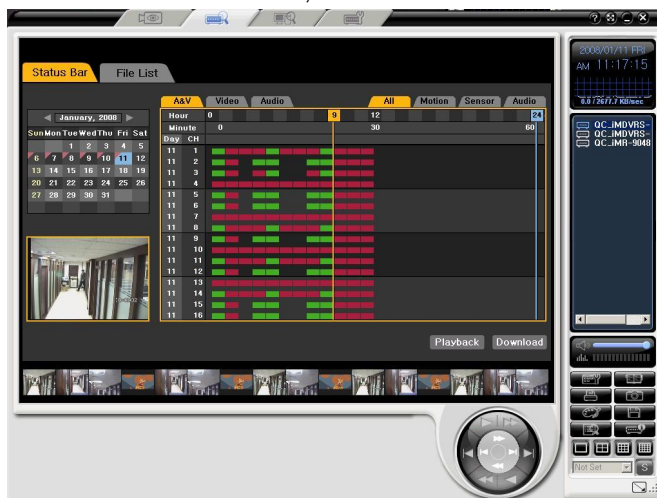 2008/01/11 FRI
AM 11:17:15
0.0 / 2677.7 KB/sec
QC_iMDVRS-
QC_iMDVRS-
QC_iMR-9048
Status Bar File List
A&V Video Audio All Motion Sensor Audio
January, 2008
Sun Mon Tue Wed Thu Fri Sat
1 2 3 4 5
6 7 8 9 10 11 12
13 14 15 16 17 18 19
20 21 22 23 24 25 26
27 28 29 30 31
Hour 0 9 12 24
Minute 0 30 60
Day CH
11 1
11 2
11 3
11 4
11 5
11 6
11 7
11 8
11 9
11 10
11 11
11 12
11 13
11 14
11 15
11 16
Playback Download
Not Set S